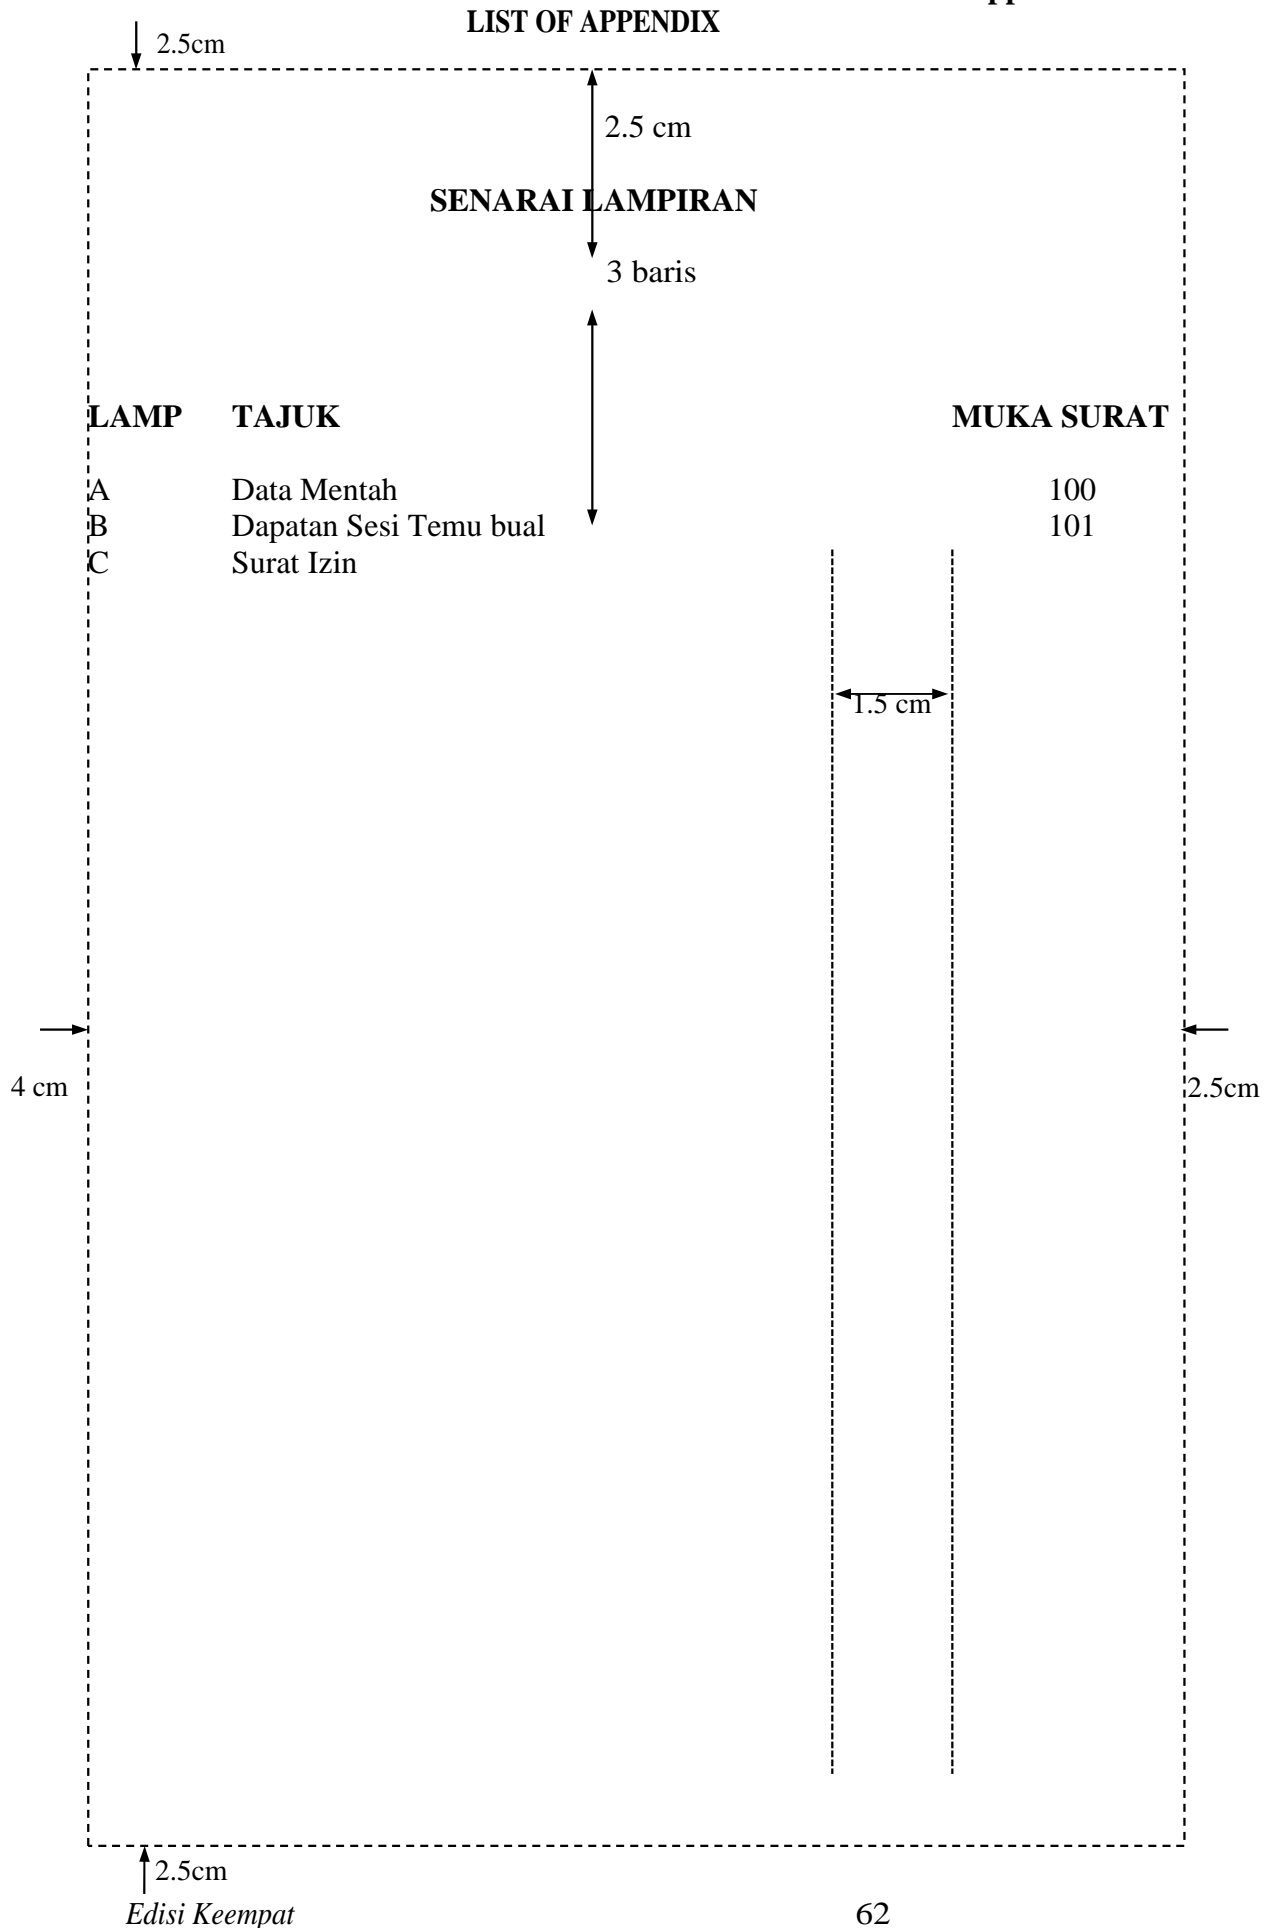 LIST OF APPENDIX
2.5cm
2.5 cm
SENARAI LAMPIRAN
3 baris
LAMP TAJUK MUKA SURAT
A Data Mentah 100
B Dapatan Sesi Temu bual 101
C Surat Izin
1.5 cm
4 cm 2.5cm
2.5cm
Edisi Keempat 62